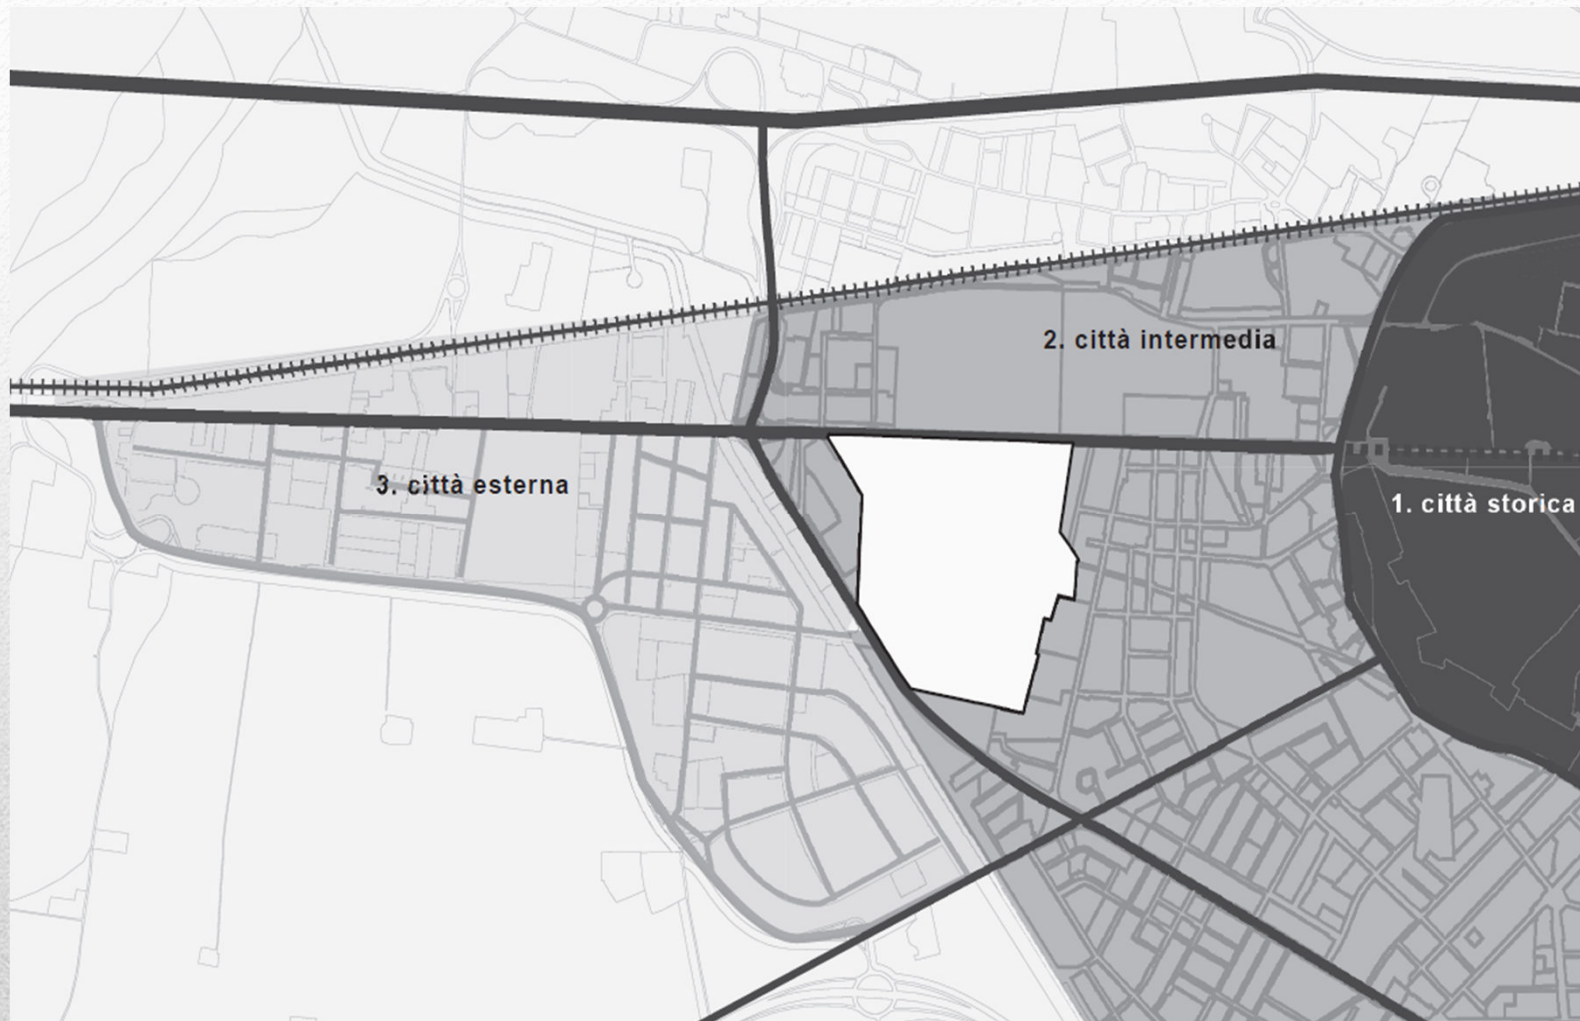 2. città intermedia
3. città esterna
1. città storica